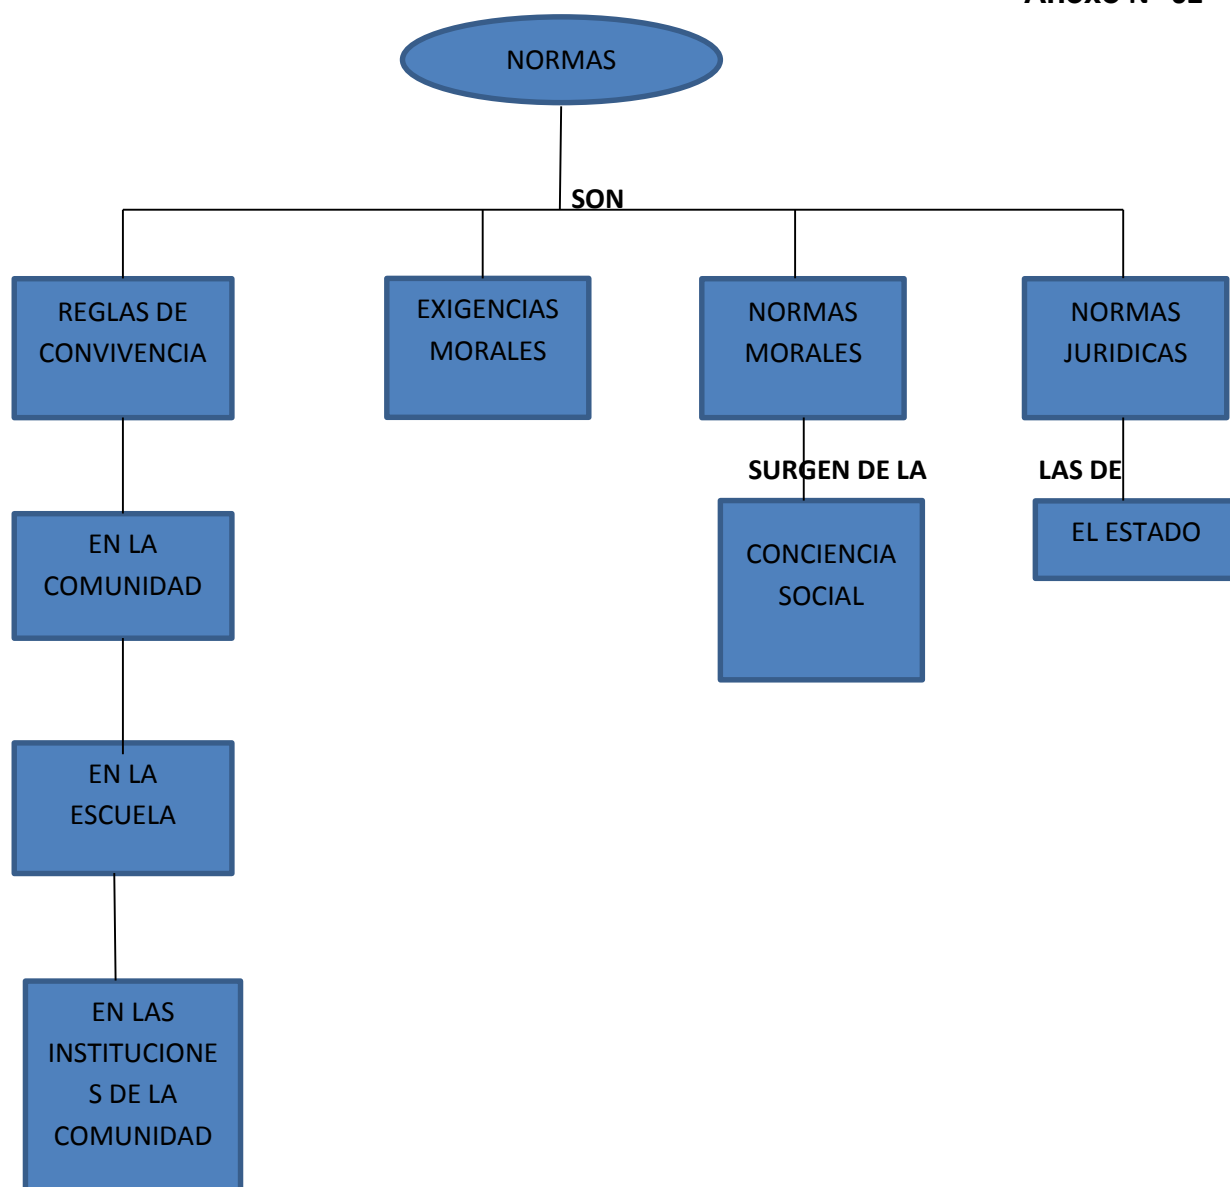 NORMAS
SON
REGLAS DE
CONVIVENCIA
EXIGENCIAS
MORALES
NORMAS
MORALES
NORMAS
JURIDICAS
SURGEN DE LA
LAS DE
EN LA
COMUNIDAD
CONCIENCIA
SOCIAL
EL ESTADO
EN LA
ESCUELA
EN LAS
INSTITUCIONE
S DE LA
COMUNIDAD